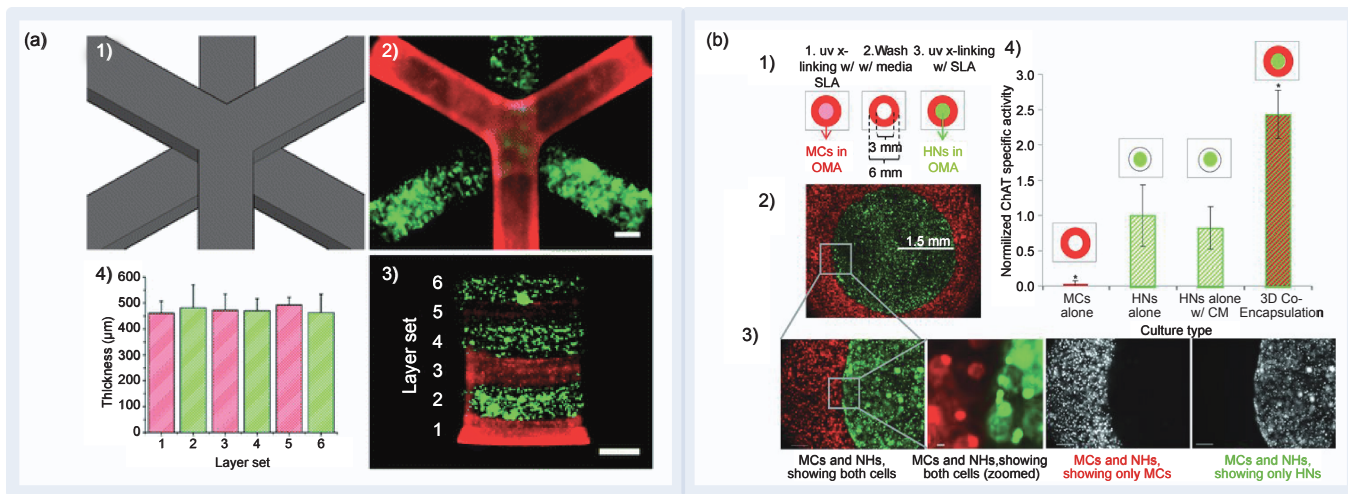 (a)
1)
2)
4)
600
500
400
300
200
100
0
Thickness (μm)
1
2
3
4
5
6
Layer set
3)
6
5
4
3
2
1
Layer set
(b)
1)
1. uv x-
linking w/
SLA
2.Wash
w/ media
3. uv x-linking
w/ SLA
3 mm
6 mm
MCs in
OMA
HNs in
OMA
2)
1.5 mm
4)
3.0
2.5
2.0
1.5
1.0
0.5
0
Normilized ChAT specific activity
*
*
MCs
alone
HNs
alone
HNs alone
w/ CM
3D Co-
Encapsulation
Culture type
3)
MCs and NHs,
showing both cells
MCs and NHs,showing
both cells (zoomed)
MCs and NHs,
showing only MCs
MCs and NHs,
showing only HNs